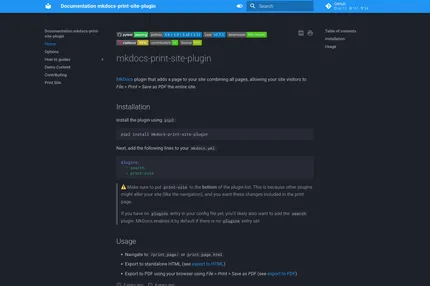 Documentation mkdocs-print-site-plugin
Search
GitHub
Documentation mkdocs-print-
site-plugin
Home
Options
How to guides
Demo Content
Contributing
Print Site
Table of contents
Installation
Usage
mkdocs-print-site-plugin
MkDocs plugin that adds a page to your site combining all pages, allowing your site visitors to
File > Print > Save as PDF the entire site.
Installation
Install the plugin using pip3:
pip3 install mkdocs-print-site-plugin
Next, add the following lines to your mkdocs.yml:
plugins:
- search
- print-site
⚠️ Make sure to put print-site to the bottom of the plugin list. This is because other plugins
might alter your site (like the navigation), and you want these changes included in the print
page.
If you have no plugins entry in your config file yet, you'll likely also want to add the search
plugin. MkDocs enables it by default if there is no plugins entry set.
Usage
• Navigate to /print_page/ or print_page.html
• Export to standalone HTML (see export to HTML)
• Export to PDF using your browser using File > Print > Save as PDF (see export to PDF)